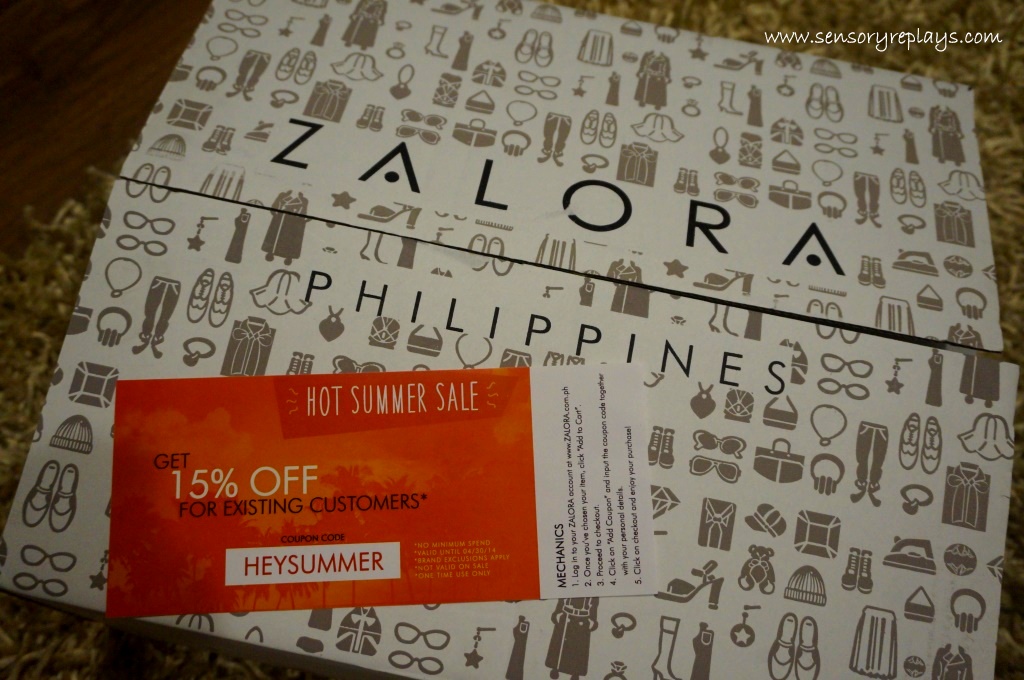 www.sensoryreplays.com
ZALORA
PHILIPPINES
HOT SUMMER SALE
GET
15% OFF
FOR EXISTING CUSTOMERS*
COUPON CODE
HEYSUMMER
*NO MINIMUM SPEND
*VALID UNTIL 04/30/14
*BRAND EXCLUSIONS APPLY
*NOT VALID ON SALE
*ONE TIME USE ONLY
MECHANICS
1. Log in to your ZALORA account at www.ZALORA.com.ph
2. Once you've chosen your item, click "Add to Cart".
3. Proceed to checkout.
4. Click on "Add Coupon" and input the coupon code together
with your personal details.
5. Click on checkout and enjoy your purchase!